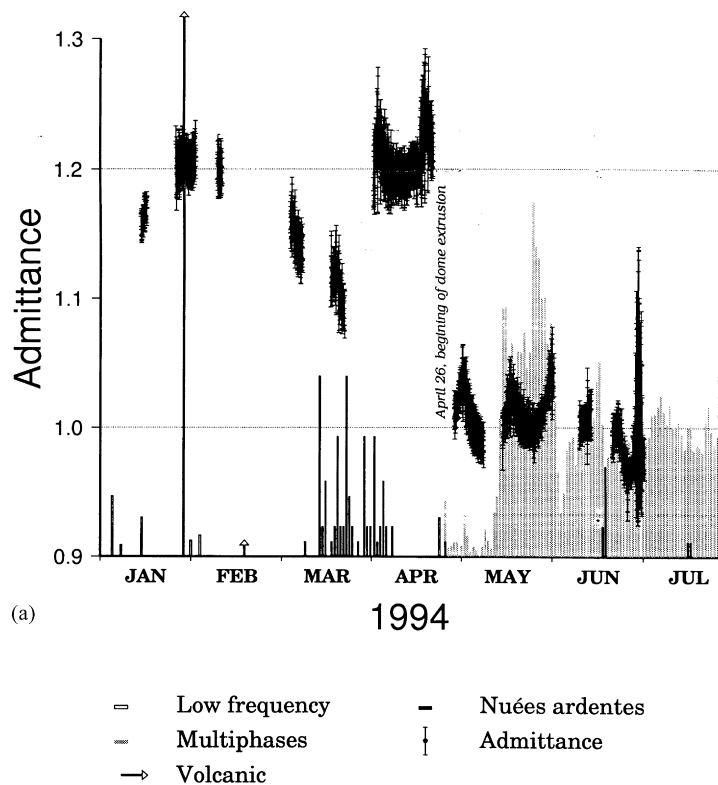 1.3
1.2
1.1
1.0
0.9
Admittance
April 26, begining of dome extrusion
JAN FEB MAR APR MAY JUN JUL
(a)
1994
Low frequency
Nuées ardentes
Multiphases
Admittance
Volcanic